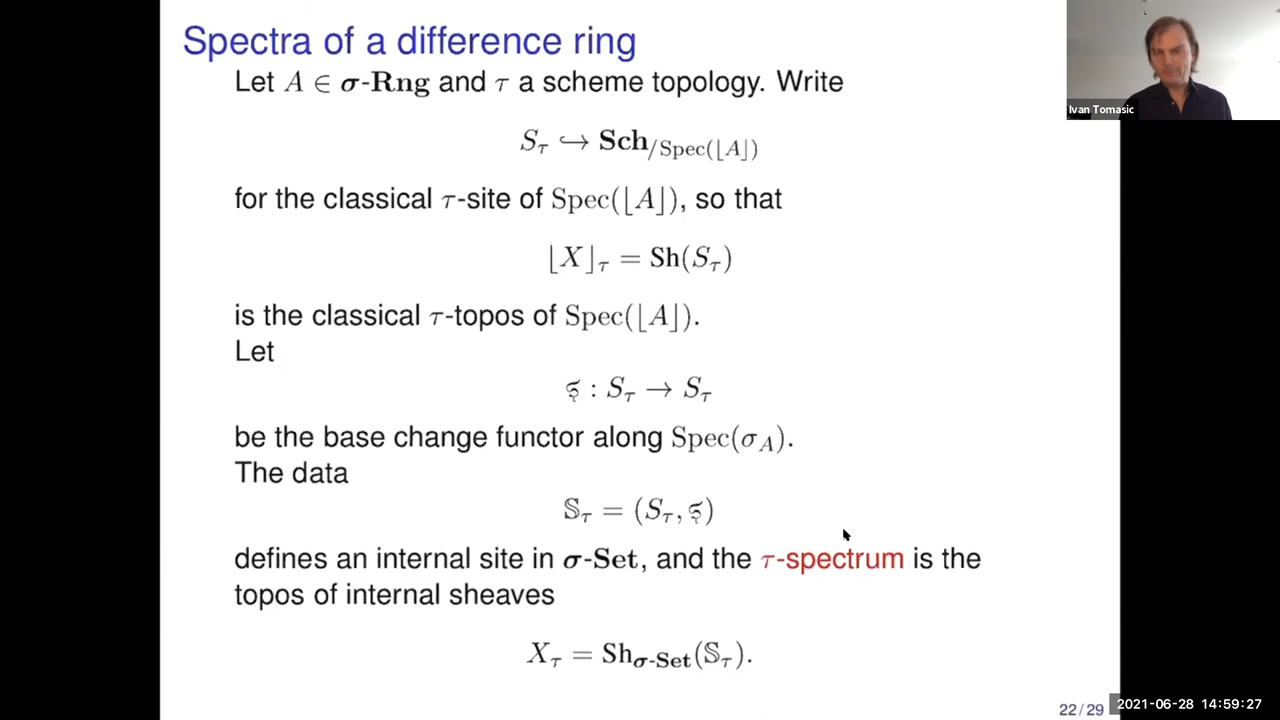 Spectra of a difference ring
Let A ∈ σ-Rng and τ a scheme topology. Write
S_τ ↪ Sch_{/Spec(⌊A⌋)}
for the classical τ-site of Spec(⌊A⌋), so that
⌊X⌋_τ = Sh(S_τ)
is the classical τ-topos of Spec(⌊A⌋).
Let
𝔰 : S_τ → S_τ
be the base change functor along Spec(σ_A).
The data
𝕊_τ = (S_τ, 𝔰)
defines an internal site in σ-Set, and the τ-spectrum is the
topos of internal sheaves
X_τ = Sh_{σ-Set}(𝕊_τ).
22/29
Ivan Tomasic
2021-06-28 14:59:27